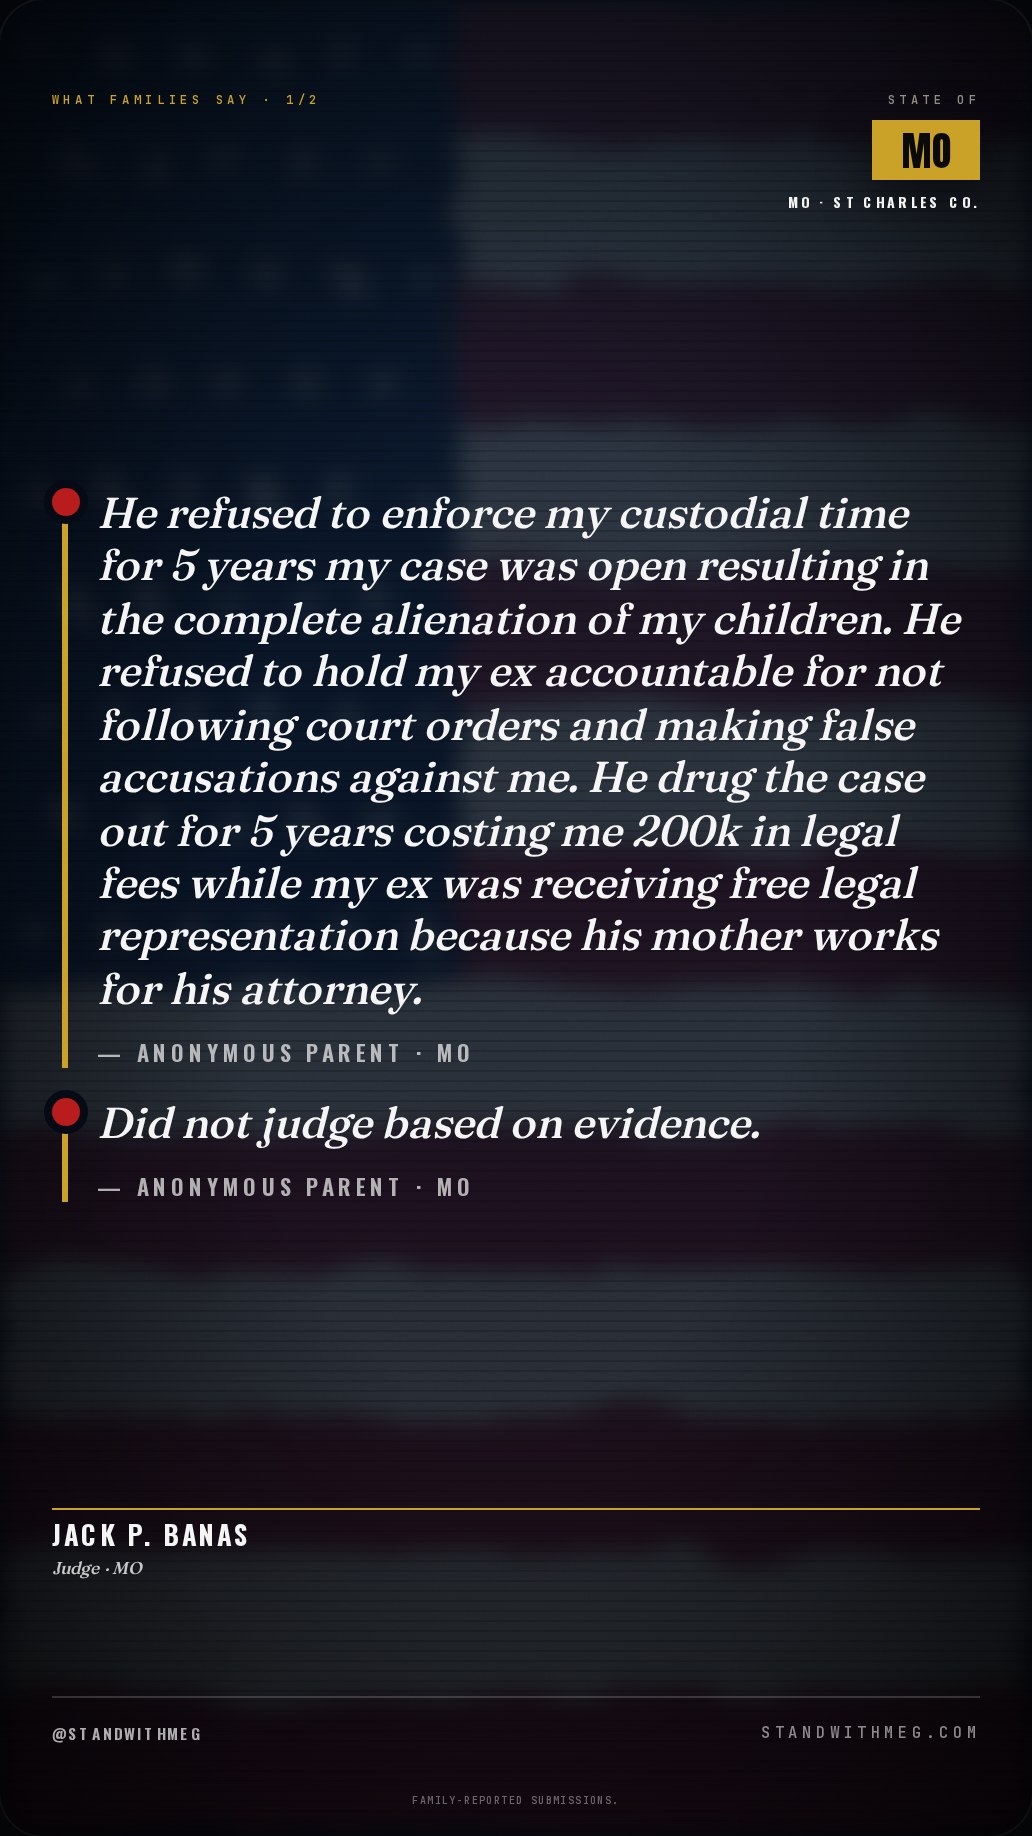 WHAT FAMILIES SAY · 1/2
STATE OF
MO
MO · ST CHARLES CO.
He refused to enforce my custodial time
for 5 years my case was open resulting in
the complete alienation of my children. He
refused to hold my ex accountable for not
following court orders and making false
accusations against me. He drug the case
out for 5 years costing me 200k in legal
fees while my ex was receiving free legal
representation because his mother works
for his attorney.
— ANONYMOUS PARENT · MO
Did not judge based on evidence.
— ANONYMOUS PARENT · MO
JACK P. BANAS
Judge · MO
@STANDWITHMEG
STANDWITHMEG.COM
FAMILY-REPORTED SUBMISSIONS.